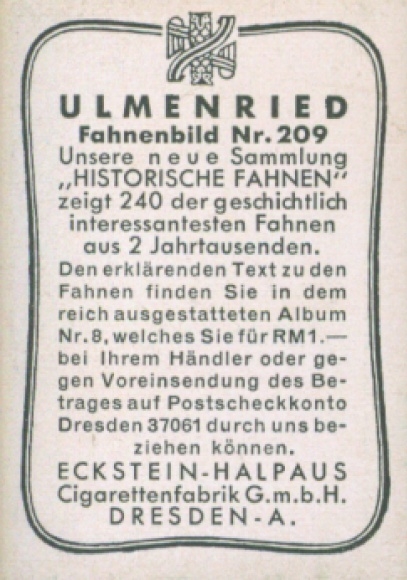 ULMENRIED
Fahnenbild Nr. 209
Unsere neue Sammlung
„HISTORISCHE FAHNEN"
zeigt 240 der geschichtlich
interessantesten Fahnen
aus 2 Jahrtausenden.
Den erklärenden Text zu den
Fahnen finden Sie in dem
reich ausgestatteten Album
Nr. 8, welches Sie für RM 1.—
bei Ihrem Händler oder ge-
gen Voreinsendung des Be-
trages auf Postscheckkonto
Dresden 37061 durch uns be-
ziehen können.
ECKSTEIN-HALPAUS
Cigarettenfabrik G.m.b.H.
DRESDEN-A.